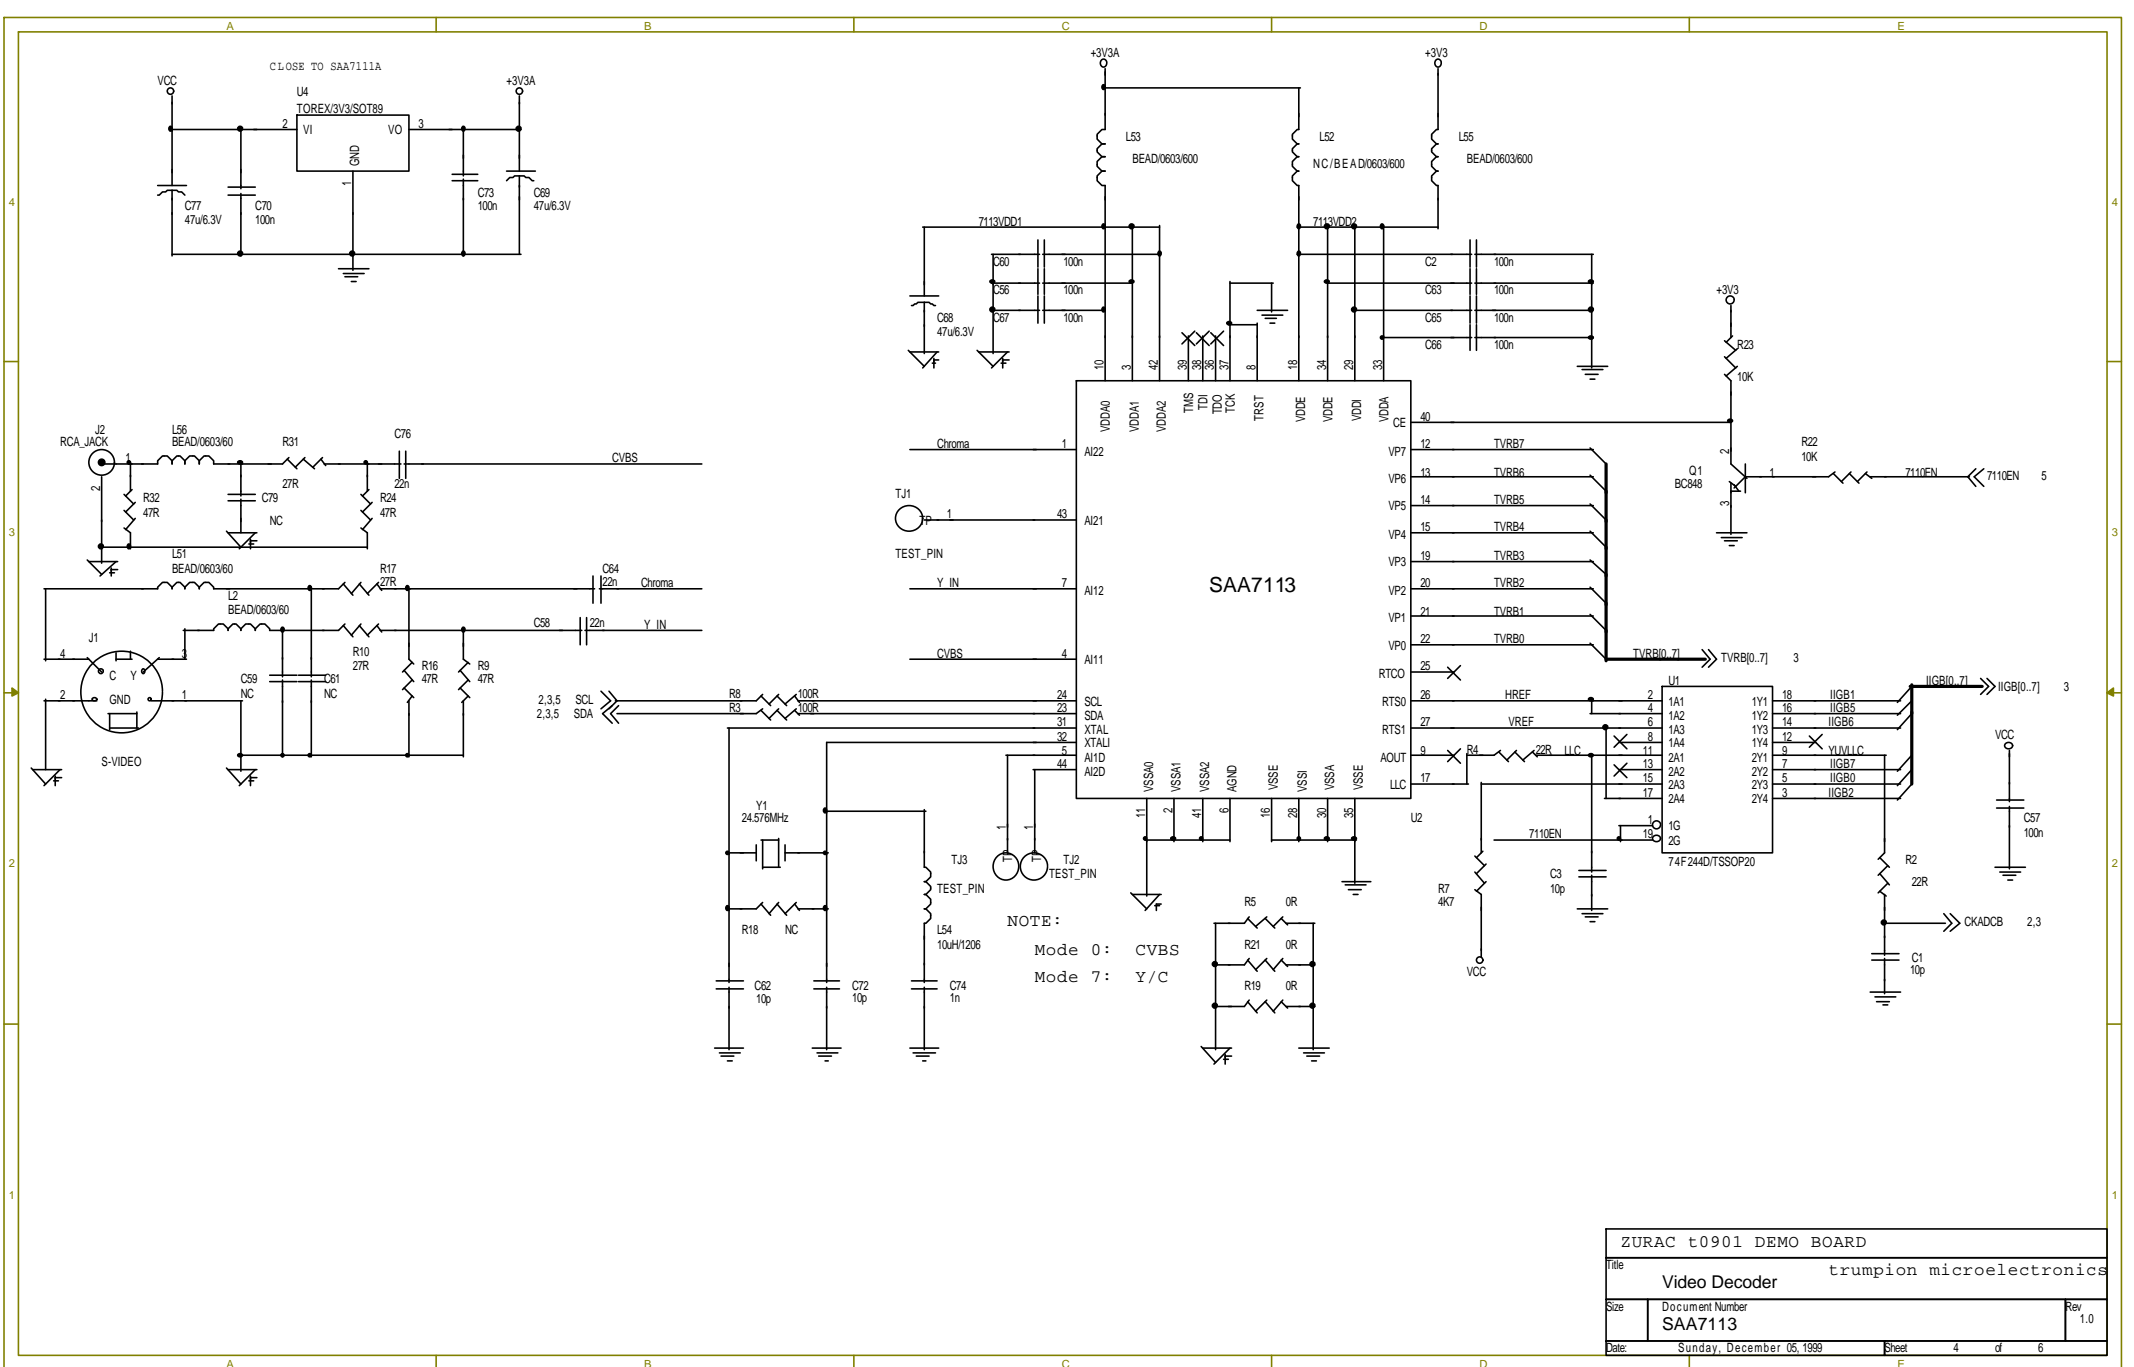 A B C D E
CLOSE TO SAA7111A
VCC
+3V3A
U4
TOREX/3V3/SOT89
2 VI VO 3
GND
1
C77
47u/6.3V
C70
100n
C73
100n
C69
47u/6.3V
+3V3A
+3V3
L53
BEAD/0603/600
L52
NC/BEAD/0603/600
L55
BEAD/0603/600
4 4
7113VDD1
7113VDD2
C60 100n
C56 100n
C67 100n
C68
47u/6.3V
C2 100n
C63 100n
C65 100n
C66 100n
+3V3
R23
10K
10 3 42 39 38 36 37 8 18 34 29 33
VDDA0 VDDA1 VDDA2 TMS TDI TDO TCK TRST VDDE VDDE VDDI VDDA
CE 40
J2
RCA_JACK
1
2
L56
BEAD/0603/60
R31
27R
C76
22n
CVBS
R32
47R
C79
NC
R24
47R
Chroma 1 AI22
TJ1
TP 1
TEST_PIN
43 AI21
Y_IN 7 AI12
CVBS 4 AI11
SAA7113
VP7 12 TVRB7
VP6 13 TVRB6
VP5 14 TVRB5
VP4 15 TVRB4
VP3 19 TVRB3
VP2 20 TVRB2
VP1 21 TVRB1
VP0 22 TVRB0
TVRB[0..7] TVRB[0..7] 3
Q1
BC848
2
1
3
R22
10K
7110EN 7110EN 5
3 3
L51
BEAD/0603/60
R17
27R
C64
22n
Chroma
L2
BEAD/0603/60
R10
27R
C58 22n Y_IN
J1
4 3
C Y
GND
2 1
S-VIDEO
C59
NC
C61
NC
R16
47R
R9
47R
2,3,5 SCL R8 100R 24 SCL
2,3,5 SDA R3 100R 23 SDA
31 XTAL
32 XTALI
5 AI1D
44 AI2D
RTCO 25
RTS0 26 HREF
RTS1 27 VREF
AOUT 9
LLC 17
R4 22R LLC
VSSA0 VSSA1 VSSA2 AGND VSSE VSSI VSSA VSSE
11 2 41 6 16 28 30 35
U2
U1
2 1A1 1Y1 18 IIGB1
4 1A2 1Y2 16 IIGB5
6 1A3 1Y3 14 IIGB6
8 1A4 1Y4 12
11 2A1 2Y1 9 YUVLLC
13 2A2 2Y2 7 IIGB7
15 2A3 2Y3 5 IIGB0
17 2A4 2Y4 3 IIGB2
1 1G
19 2G
74F244D/TSSOP20
IIGB[0..7] IIGB[0..7] 3
7110EN
VCC
C57
100n
Y1
24.576MHz
R18 NC
TJ3
TEST_PIN
TP 1
TP 1
TJ2
TEST_PIN
L54
10uH/1206
C62
10p
C72
10p
C74
1n
R7
4K7
VCC
C3
10p
R2
22R
CKADCB 2,3
C1
10p
2 2
NOTE:
Mode 0: CVBS
Mode 7: Y/C
R5 0R
R21 0R
R19 0R
1 1
ZURAC t0901 DEMO BOARD
Title
Video Decoder
trumpion microelectronics
Size
Document Number
SAA7113
Rev
1.0
Date: Sunday, December 05, 1999 Sheet 4 of 6
A B C D E